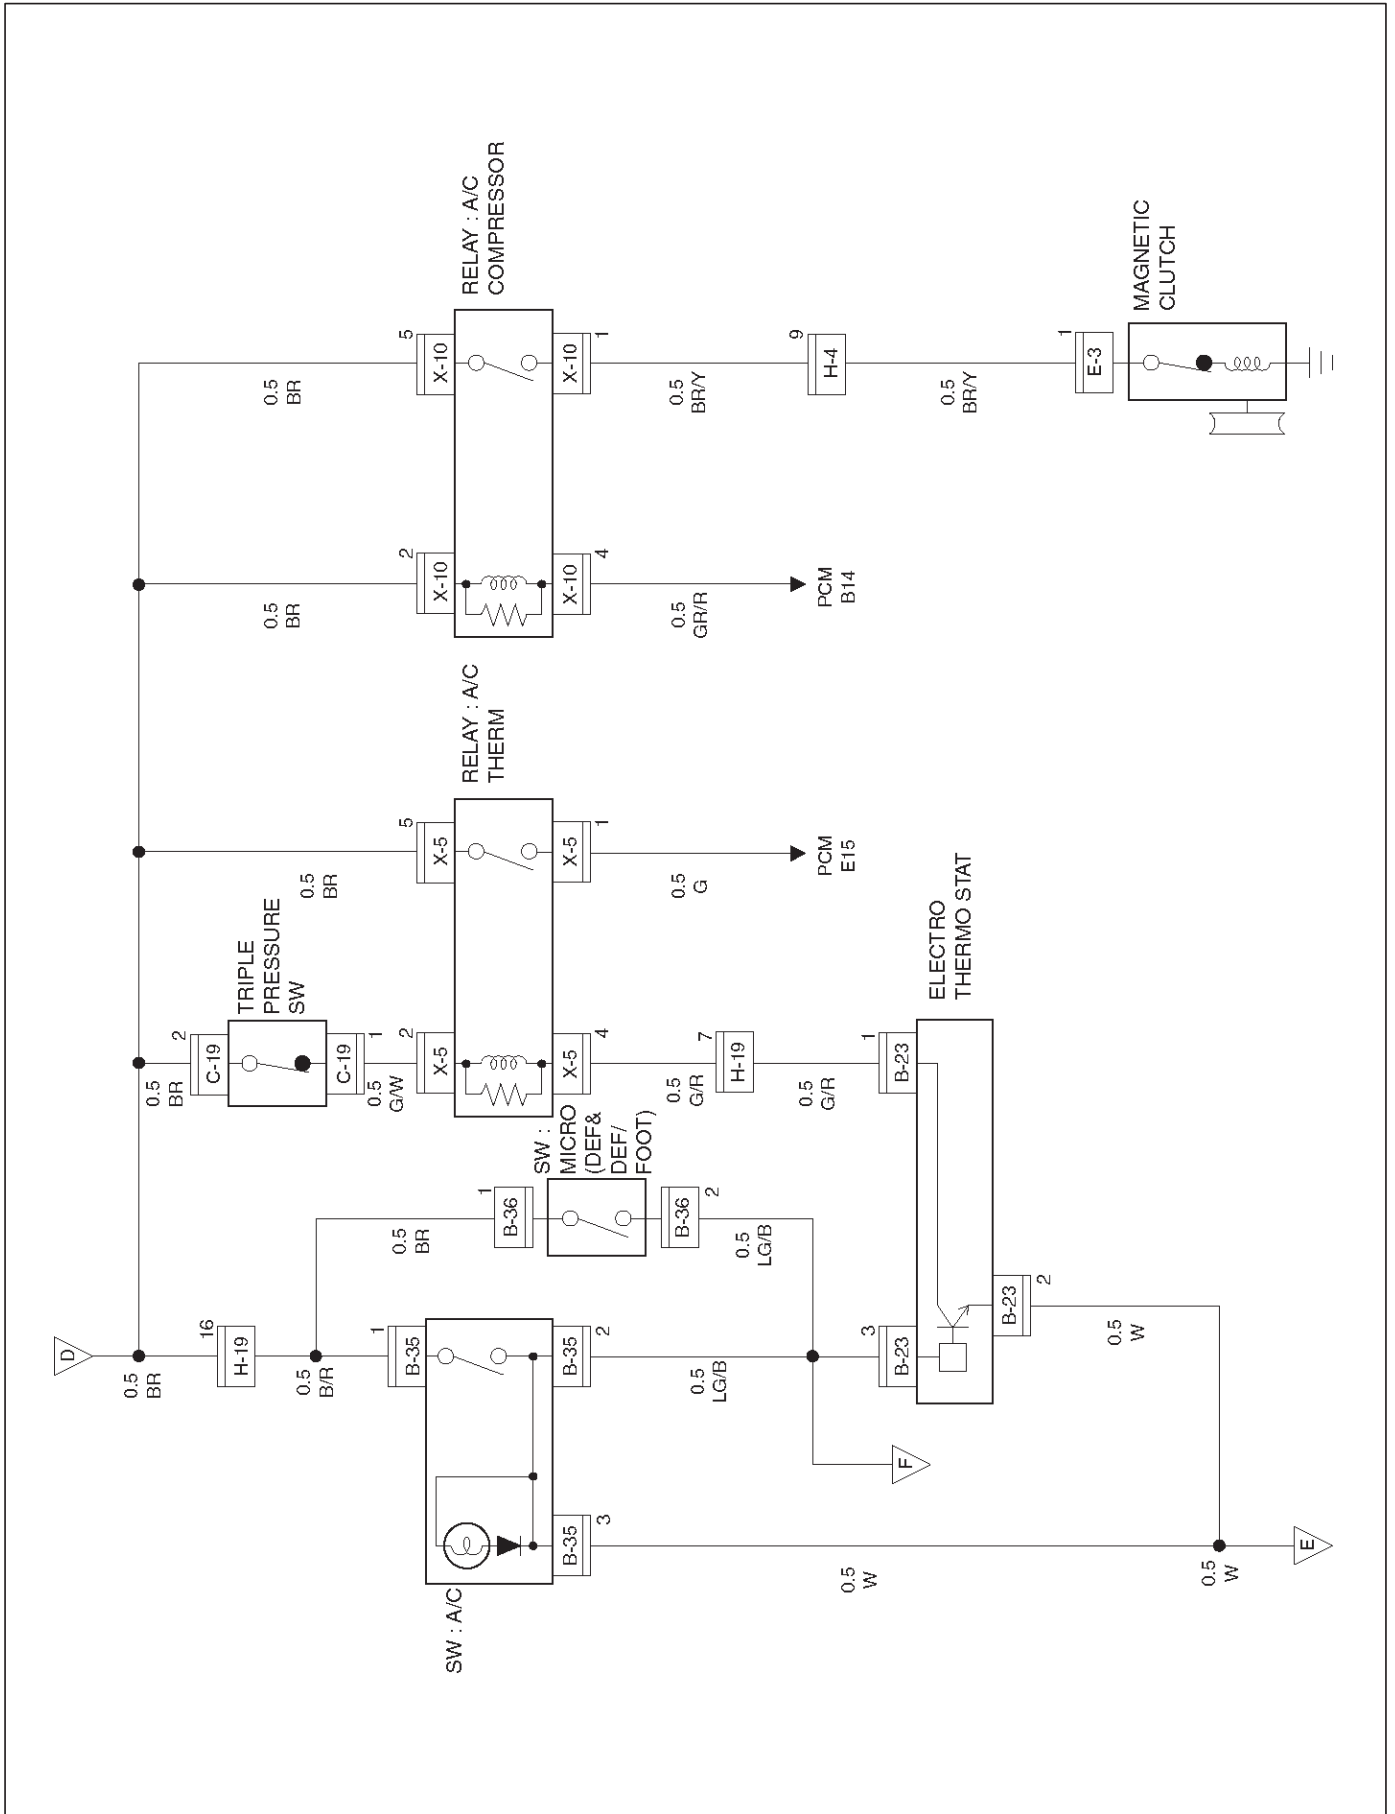 D
0.5
BR
16
H-19
0.5
B/R
1
B-35
SW : A/C
B-35
2
B-35
3
0.5
LG/B
0.5
W
0.5
BR
1
B-36
SW :
MICRO
(DEF&
DEF/
FOOT)
B-36
2
0.5
LG/B
F
3
B-23
1
B-23
ELECTRO
THERMO STAT
B-23
2
0.5
W
0.5
W
E
0.5
BR
2
C-19
TRIPLE
PRESSURE
SW
C-19
1
0.5
G/W
2
X-5
X-5
4
0.5
G/R
7
H-19
0.5
G/R
0.5
BR
5
X-5
RELAY : A/C
THERM
X-5
1
0.5
G
PCM
E15
0.5
BR
2
X-10
X-10
4
0.5
GR/R
PCM
B14
0.5
BR
5
X-10
RELAY : A/C
COMPRESSOR
X-10
1
0.5
BR/Y
9
H-4
0.5
BR/Y
1
E-3
MAGNETIC
CLUTCH